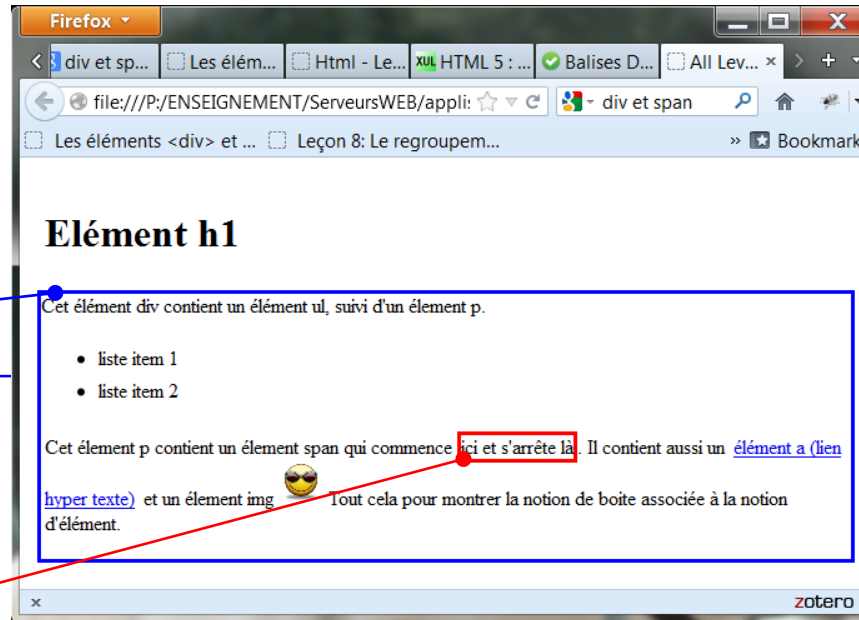 Firefox
div et sp... Les élém... Html - Le... XUL HTML 5 : ... Balises D... All Lev... ×
file:///P:/ENSEIGNEMENT/ServeursWEB/applis div et span
Les éléments <div> et ... Leçon 8: Le regroupem... » Bookmark
Elément h1
Cet élément div contient un élément ul, suivi d'un élement p.
• liste item 1
• liste item 2
Cet élement p contient un élement span qui commence ici et s'arrête là . Il contient aussi un élément a (lien
hyper texte) et un élement img Tout cela pour montrer la notion de boite associée à la notion
d'élément.
× zotero